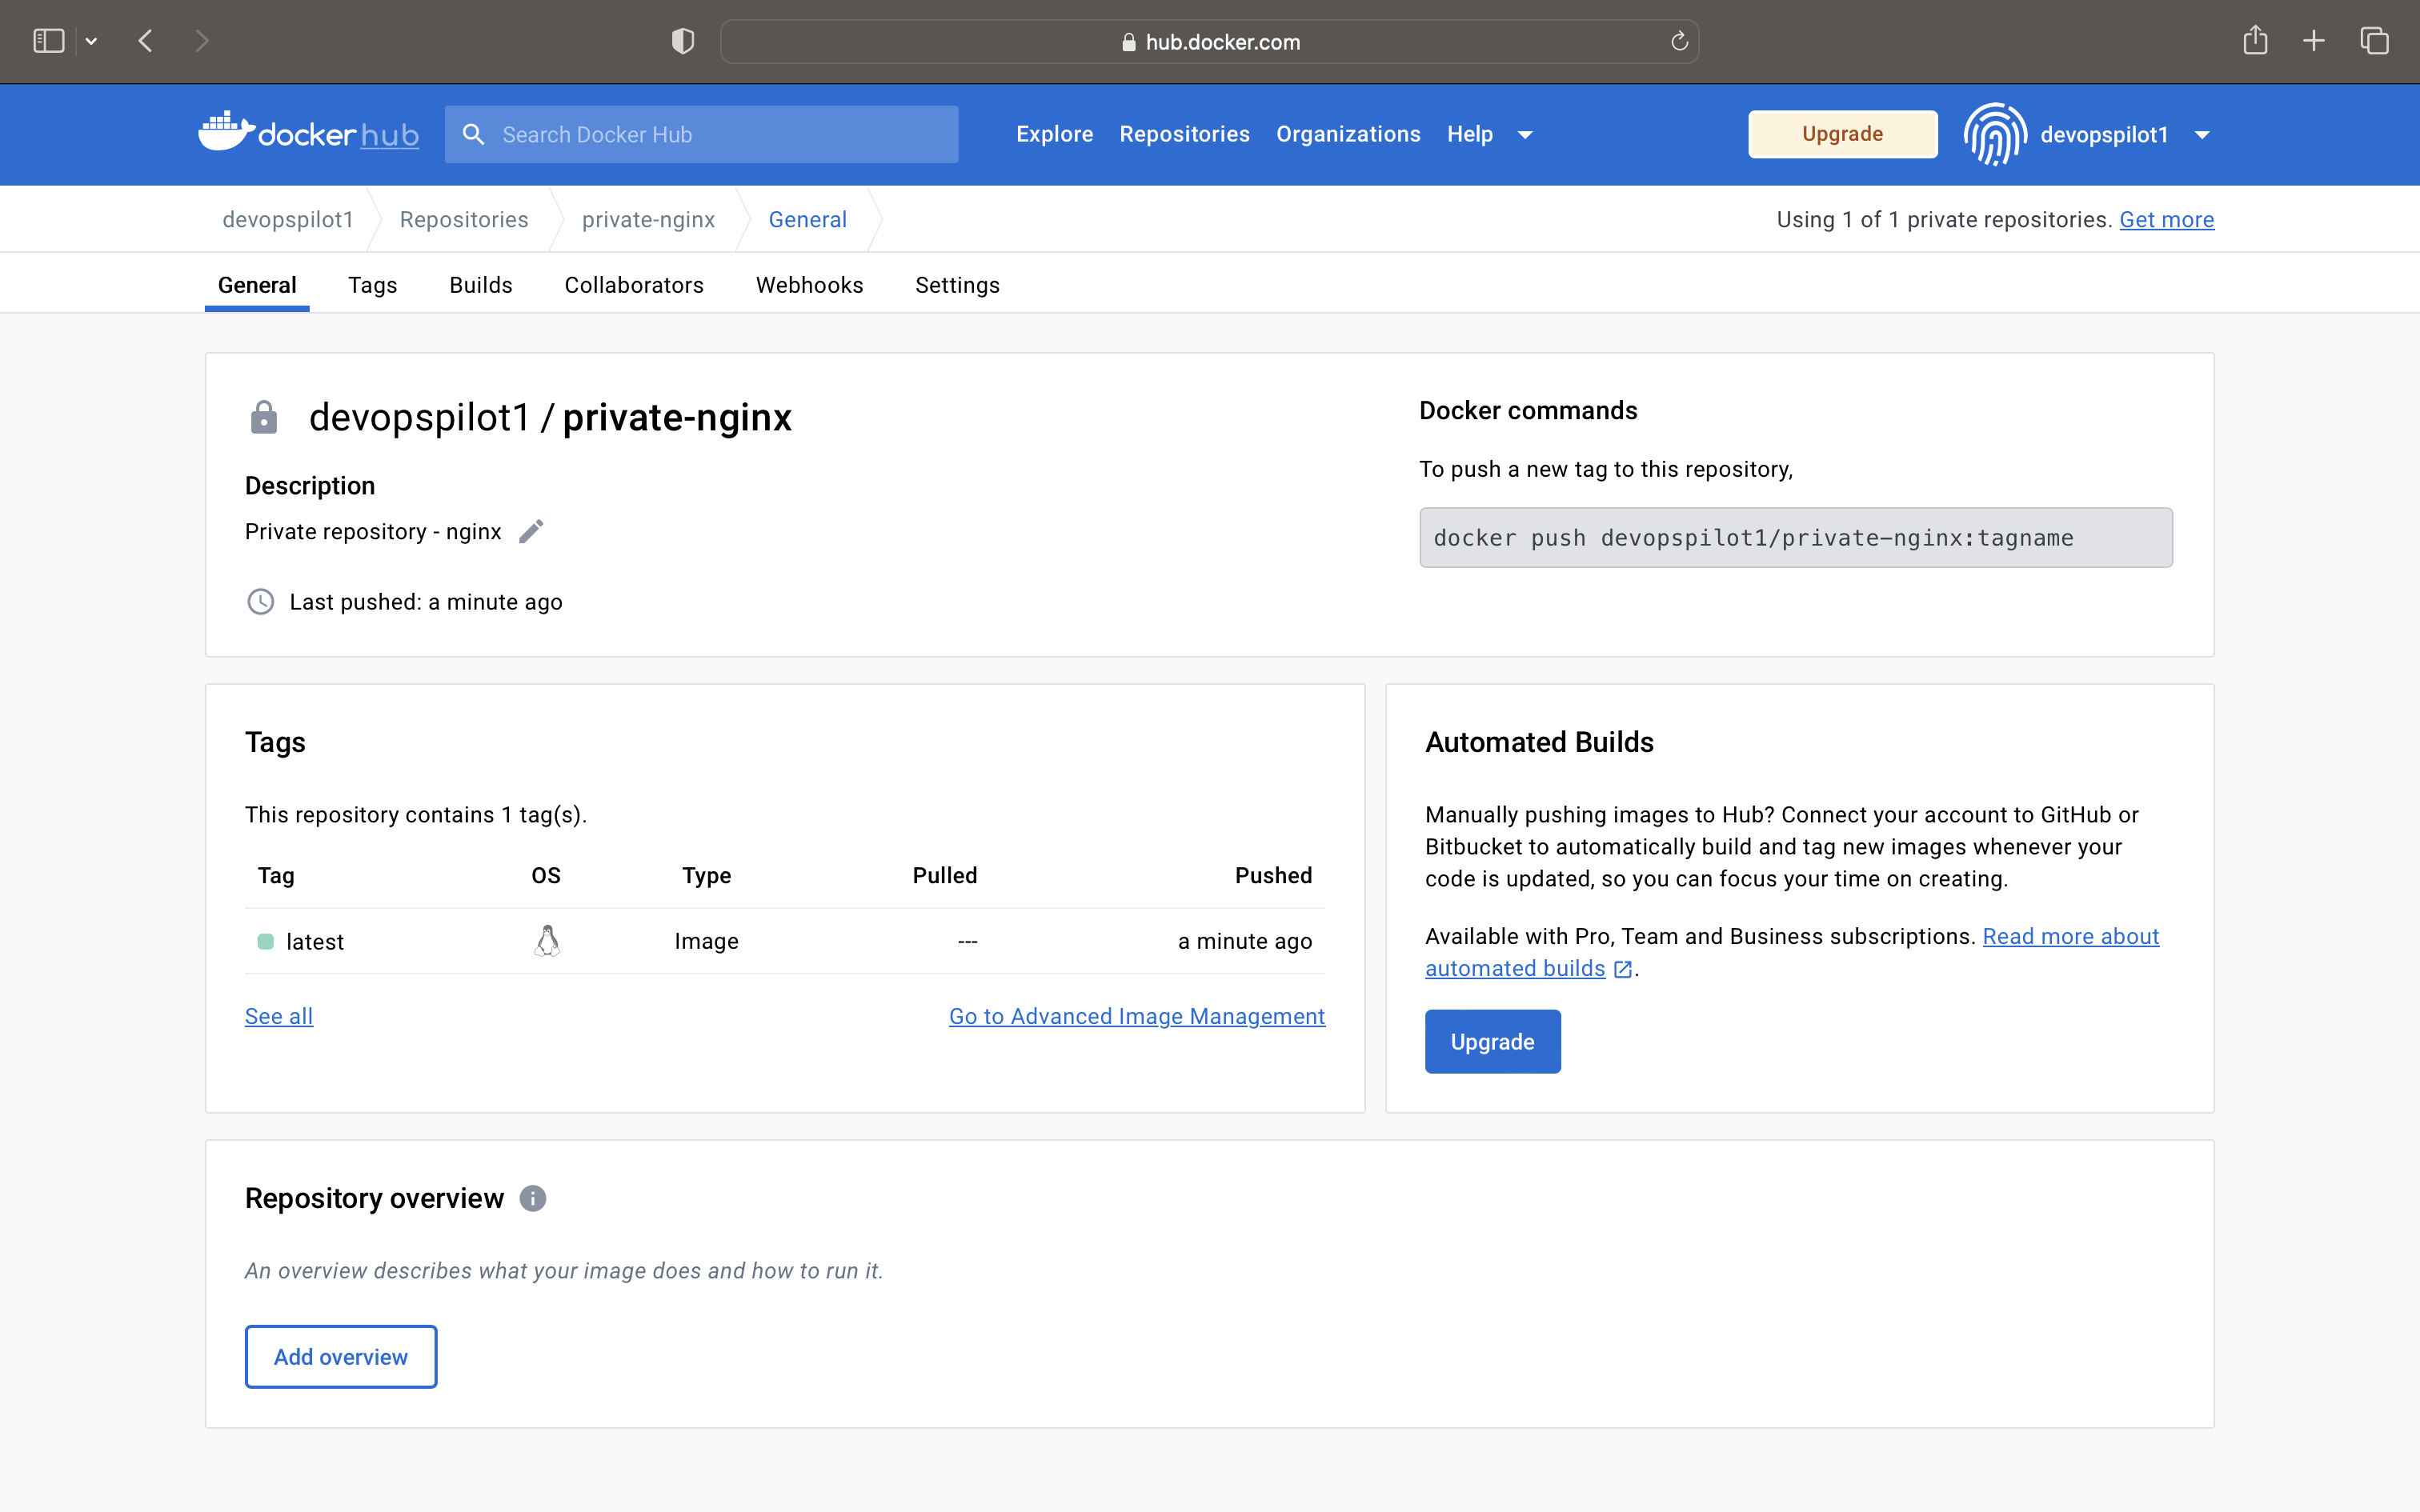 hub.docker.com
docker hub
Search Docker Hub
Explore Repositories Organizations Help
Upgrade
devopspilot1
devopspilot1 Repositories private-nginx General
Using 1 of 1 private repositories. Get more
General Tags Builds Collaborators Webhooks Settings
devopspilot1 / private-nginx
Description
Private repository - nginx
Last pushed: a minute ago
Docker commands
To push a new tag to this repository,
docker push devopspilot1/private-nginx:tagname
Tags
This repository contains 1 tag(s).
Tag OS Type Pulled Pushed
latest Image --- a minute ago
See all Go to Advanced Image Management
Automated Builds
Manually pushing images to Hub? Connect your account to GitHub or
Bitbucket to automatically build and tag new images whenever your
code is updated, so you can focus your time on creating.
Available with Pro, Team and Business subscriptions. Read more about
automated builds .
Upgrade
Repository overview
An overview describes what your image does and how to run it.
Add overview